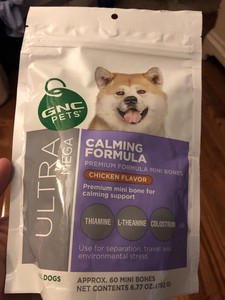 GNC
PETS
ULTRA
MEGA
CALMING
FORMULA
PREMIUM FORMULA MINI BONES
CHICKEN FLAVOR
Premium mini bone for
calming support
THIAMINE
L-THEANINE
COLOSTRUM
Use for separation, travel and
environmental stress
DOGS
APPROX. 60 MINI BONES
NET CONTENTS 6.77 OZ. (192 G)